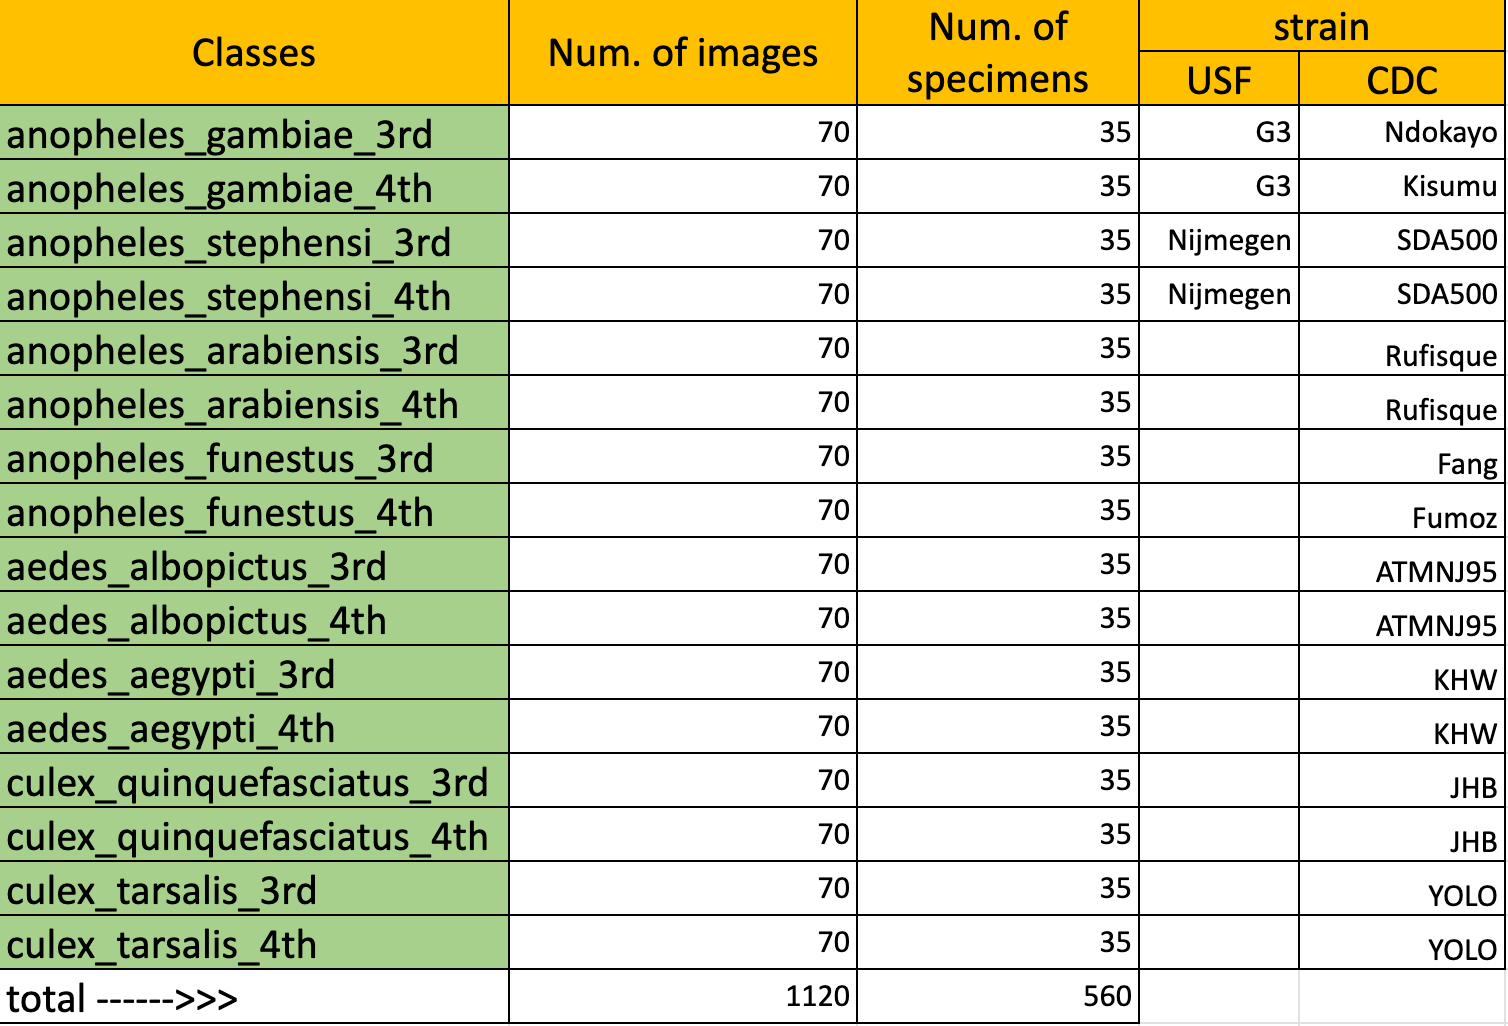 Classes Num. of images Num. of specimens strain
USF CDC
anopheles_gambiae_3rd 70 35 G3 Ndokayo
anopheles_gambiae_4th 70 35 G3 Kisumu
anopheles_stephensi_3rd 70 35 Nijmegen SDA500
anopheles_stephensi_4th 70 35 Nijmegen SDA500
anopheles_arabiensis_3rd 70 35 Rufisque
anopheles_arabiensis_4th 70 35 Rufisque
anopheles_funestus_3rd 70 35 Fang
anopheles_funestus_4th 70 35 Fumoz
aedes_albopictus_3rd 70 35 ATMNJ95
aedes_albopictus_4th 70 35 ATMNJ95
aedes_aegypti_3rd 70 35 KHW
aedes_aegypti_4th 70 35 KHW
culex_quinquefasciatus_3rd 70 35 JHB
culex_quinquefasciatus_4th 70 35 JHB
culex_tarsalis_3rd 70 35 YOLO
culex_tarsalis_4th 70 35 YOLO
total ------>>> 1120 560